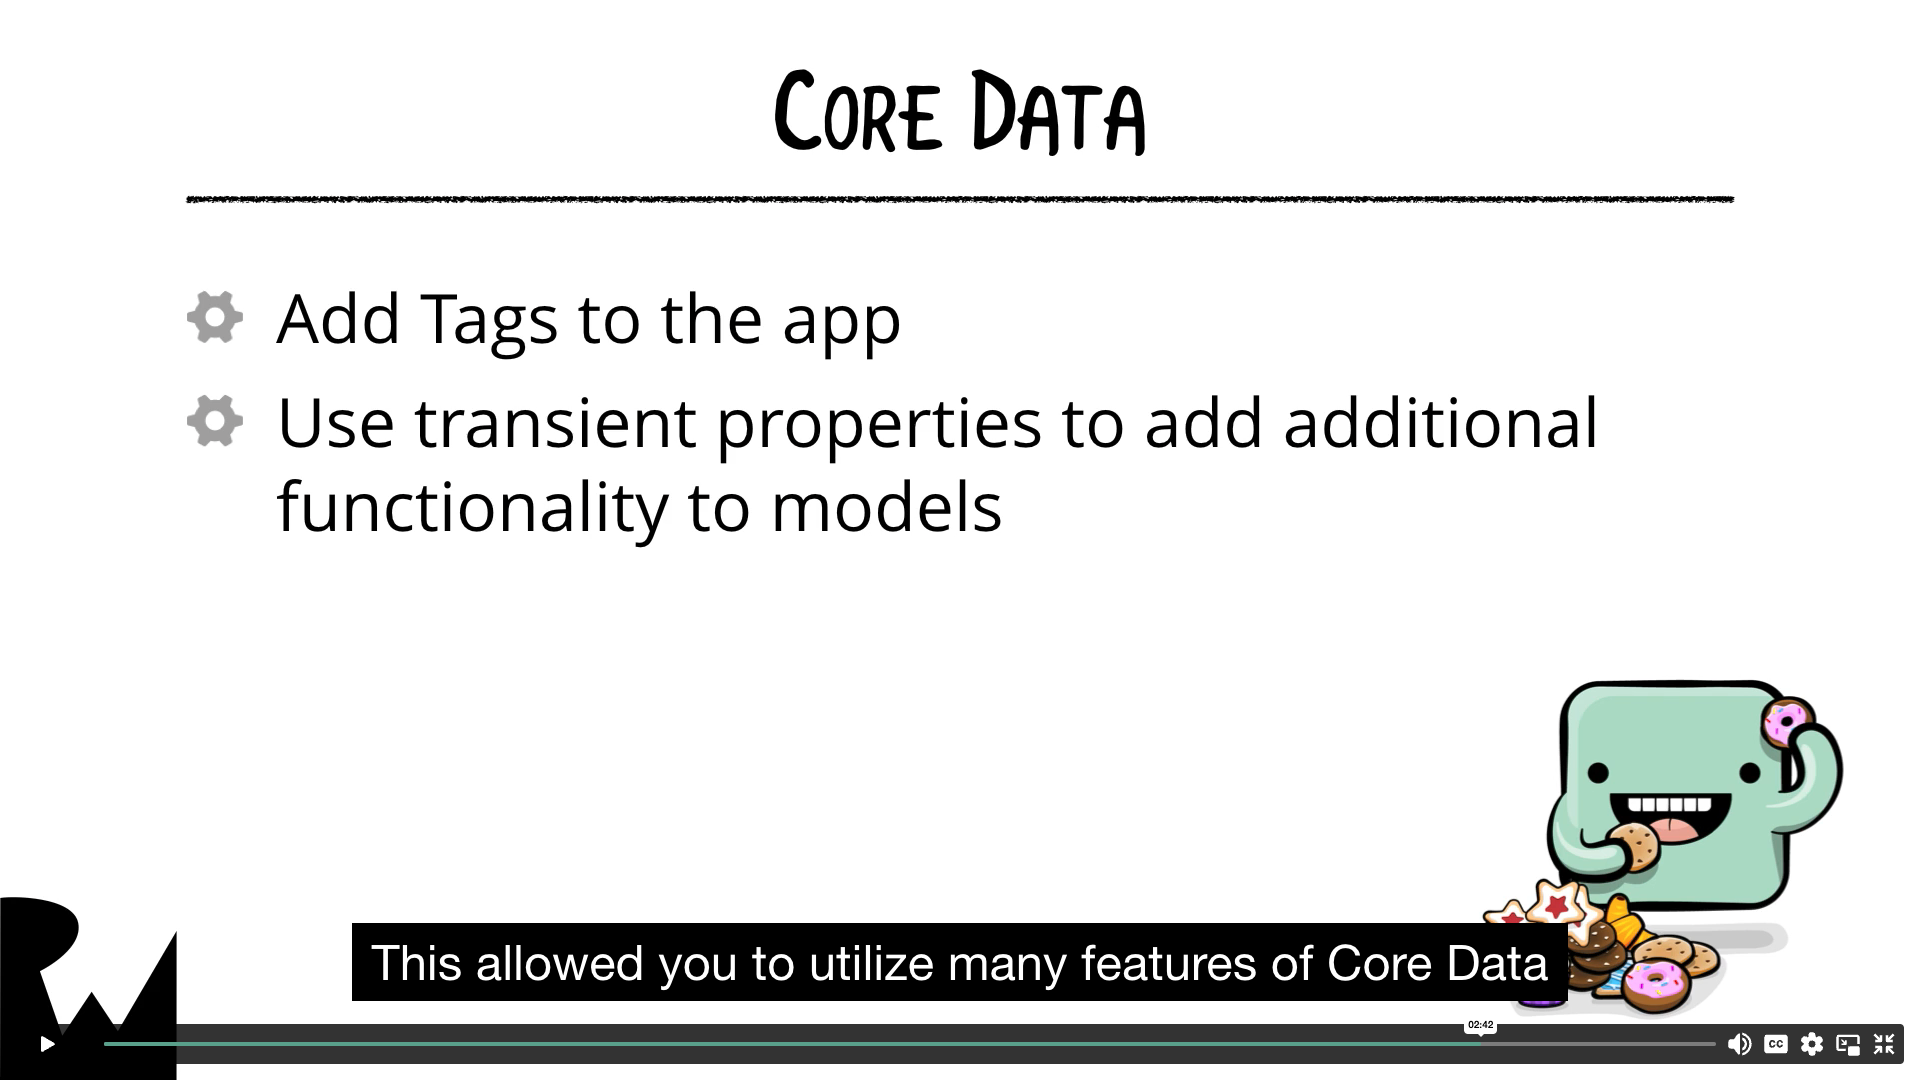 Core Data
Add Tags to the app
Use transient properties to add additional
functionality to models
This allowed you to utilize many features of Core Data
02:42
CC